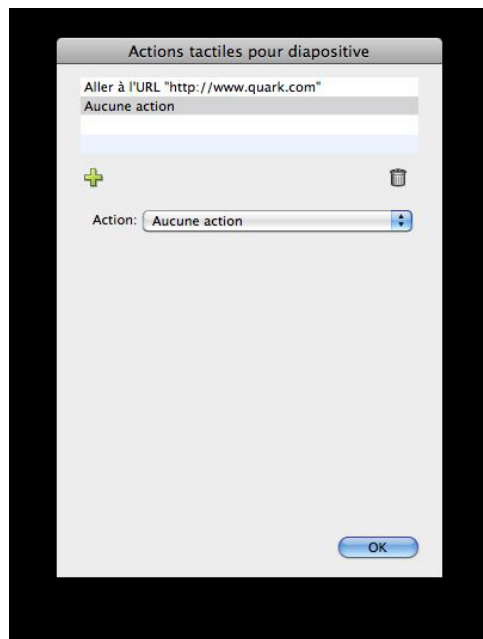 Actions tactiles pour diapositive
Aller à l'URL "http://www.quark.com"
Aucune action
Action: Aucune action
OK